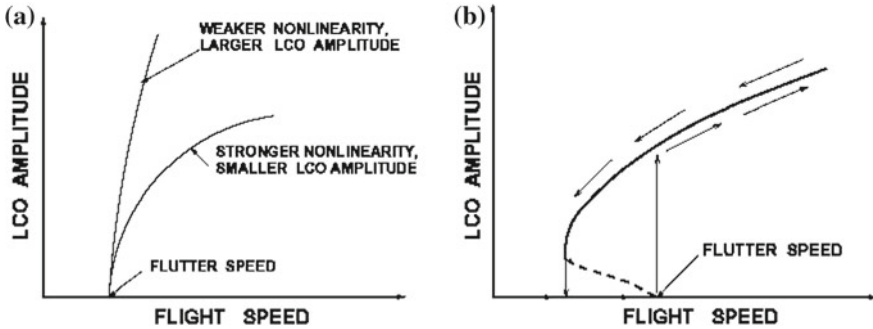 (a)
WEAKER NONLINEARITY,
LARGER LCO AMPLITUDE
STRONGER NONLINEARITY,
SMALLER LCO AMPLITUDE
FLUTTER SPEED
LCO AMPLITUDE
FLIGHT SPEED
(b)
LCO AMPLITUDE
FLUTTER SPEED
FLIGHT SPEED